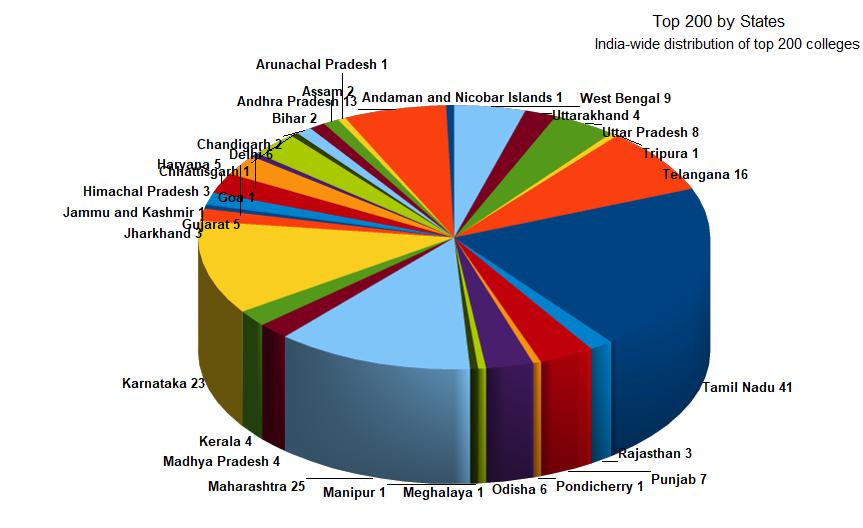 Top 200 by States
India-wide distribution of top 200 colleges
Arunachal Pradesh 1
Assam 2
Andaman and Nicobar Islands 1
West Bengal 9
Andhra Pradesh 13
Uttarakhand 4
Bihar 2
Uttar Pradesh 8
Chandigarh 2
Delhi 6
Tripura 1
Haryana 5
Chhattisgarh 1
Telangana 16
Himachal Pradesh 3
Goa 1
Jammu and Kashmir 1
Gujarat 5
Jharkhand 3
Karnataka 23
Tamil Nadu 41
Kerala 4
Rajasthan 3
Madhya Pradesh 4
Punjab 7
Maharashtra 25
Manipur 1
Meghalaya 1
Odisha 6
Pondicherry 1